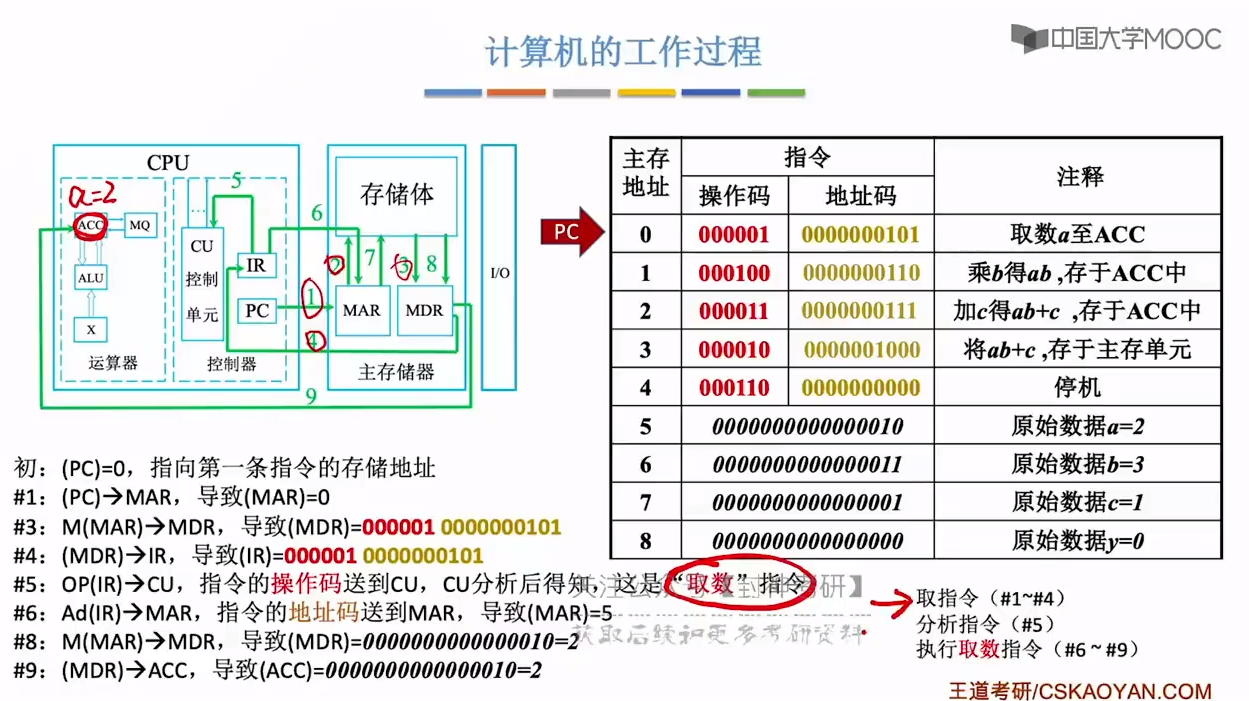 计算机的工作过程
中国大学MOOC
CPU
a=2
ACC
MQ
ALU
X
运算器
5
...
CU
控制
单元
IR
PC
控制器
6
存储体
2
7
3
8
1
MAR
MDR
4
主存储器
9
I/O
PC
主存地址 指令 注释
操作码 地址码
0 000001 0000000101 取数a至ACC
1 000100 0000000110 乘b得ab ,存于ACC中
2 000011 0000000111 加c得ab+c ,存于ACC中
3 000010 0000001000 将ab+c ,存于主存单元
4 000110 0000000000 停机
5 0000000000000010 原始数据a=2
6 0000000000000011 原始数据b=3
7 0000000000000001 原始数据c=1
8 0000000000000000 原始数据y=0
初：(PC)=0，指向第一条指令的存储地址
#1：(PC)→MAR，导致(MAR)=0
#3：M(MAR)→MDR，导致(MDR)=000001 0000000101
#4：(MDR)→IR，导致(IR)=000001 0000000101
#5：OP(IR)→CU，指令的操作码送到CU，CU分析后得知，这是“取数”指令
#6：Ad(IR)→MAR，指令的地址码送到MAR，导致(MAR)=5
#8：M(MAR)→MDR，导致(MDR)=0000000000000010=2
#9：(MDR)→ACC，导致(ACC)=0000000000000010=2
获取后续和更多考研资料
取指令（#1~#4）
分析指令（#5）
执行取数指令（#6 ~ #9）
王道考研/CSKAOYAN.COM